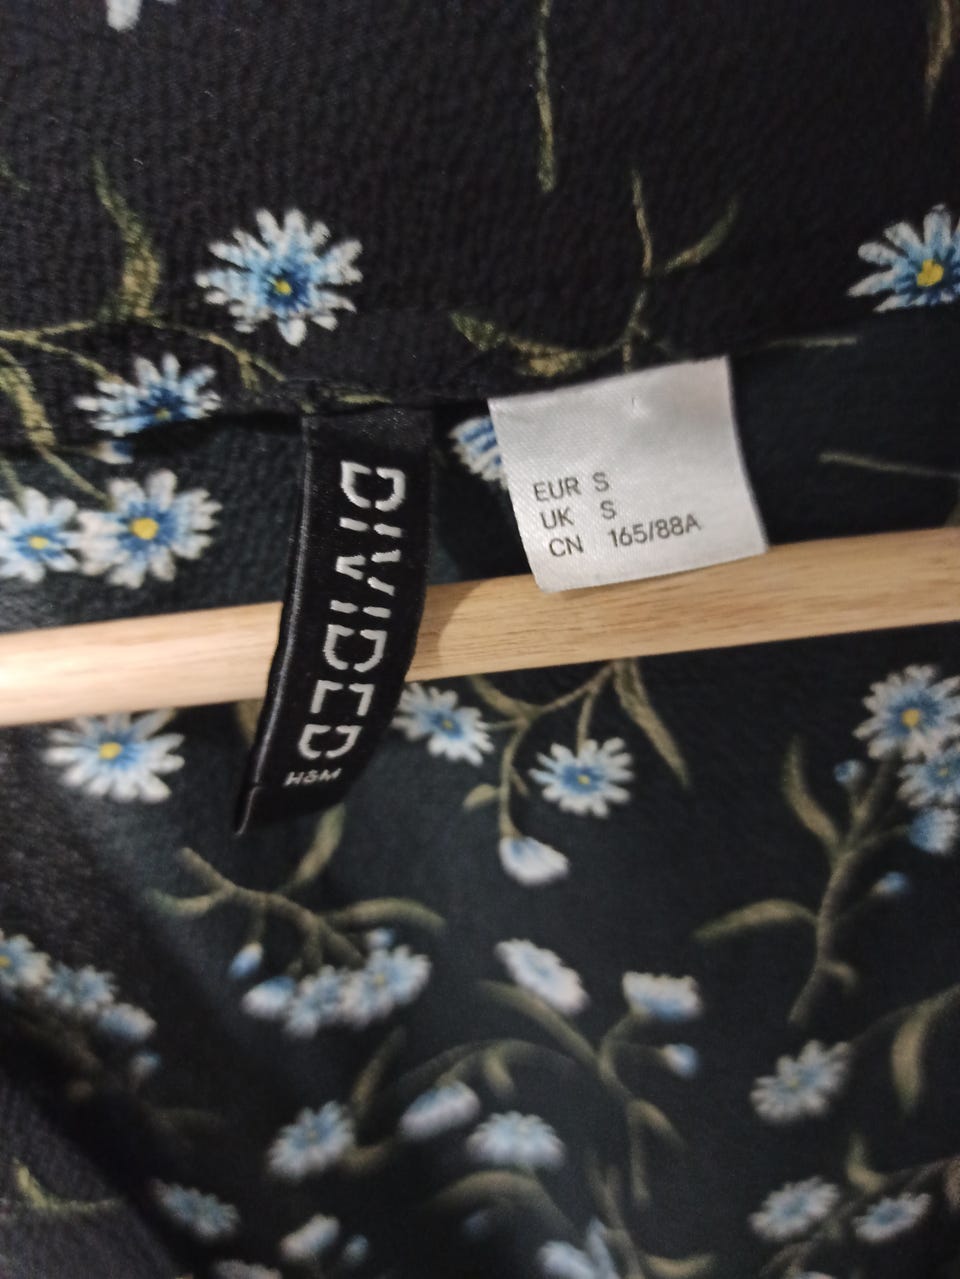 DIVIDED
H&M
EUR S
UK S
CN 165/88A